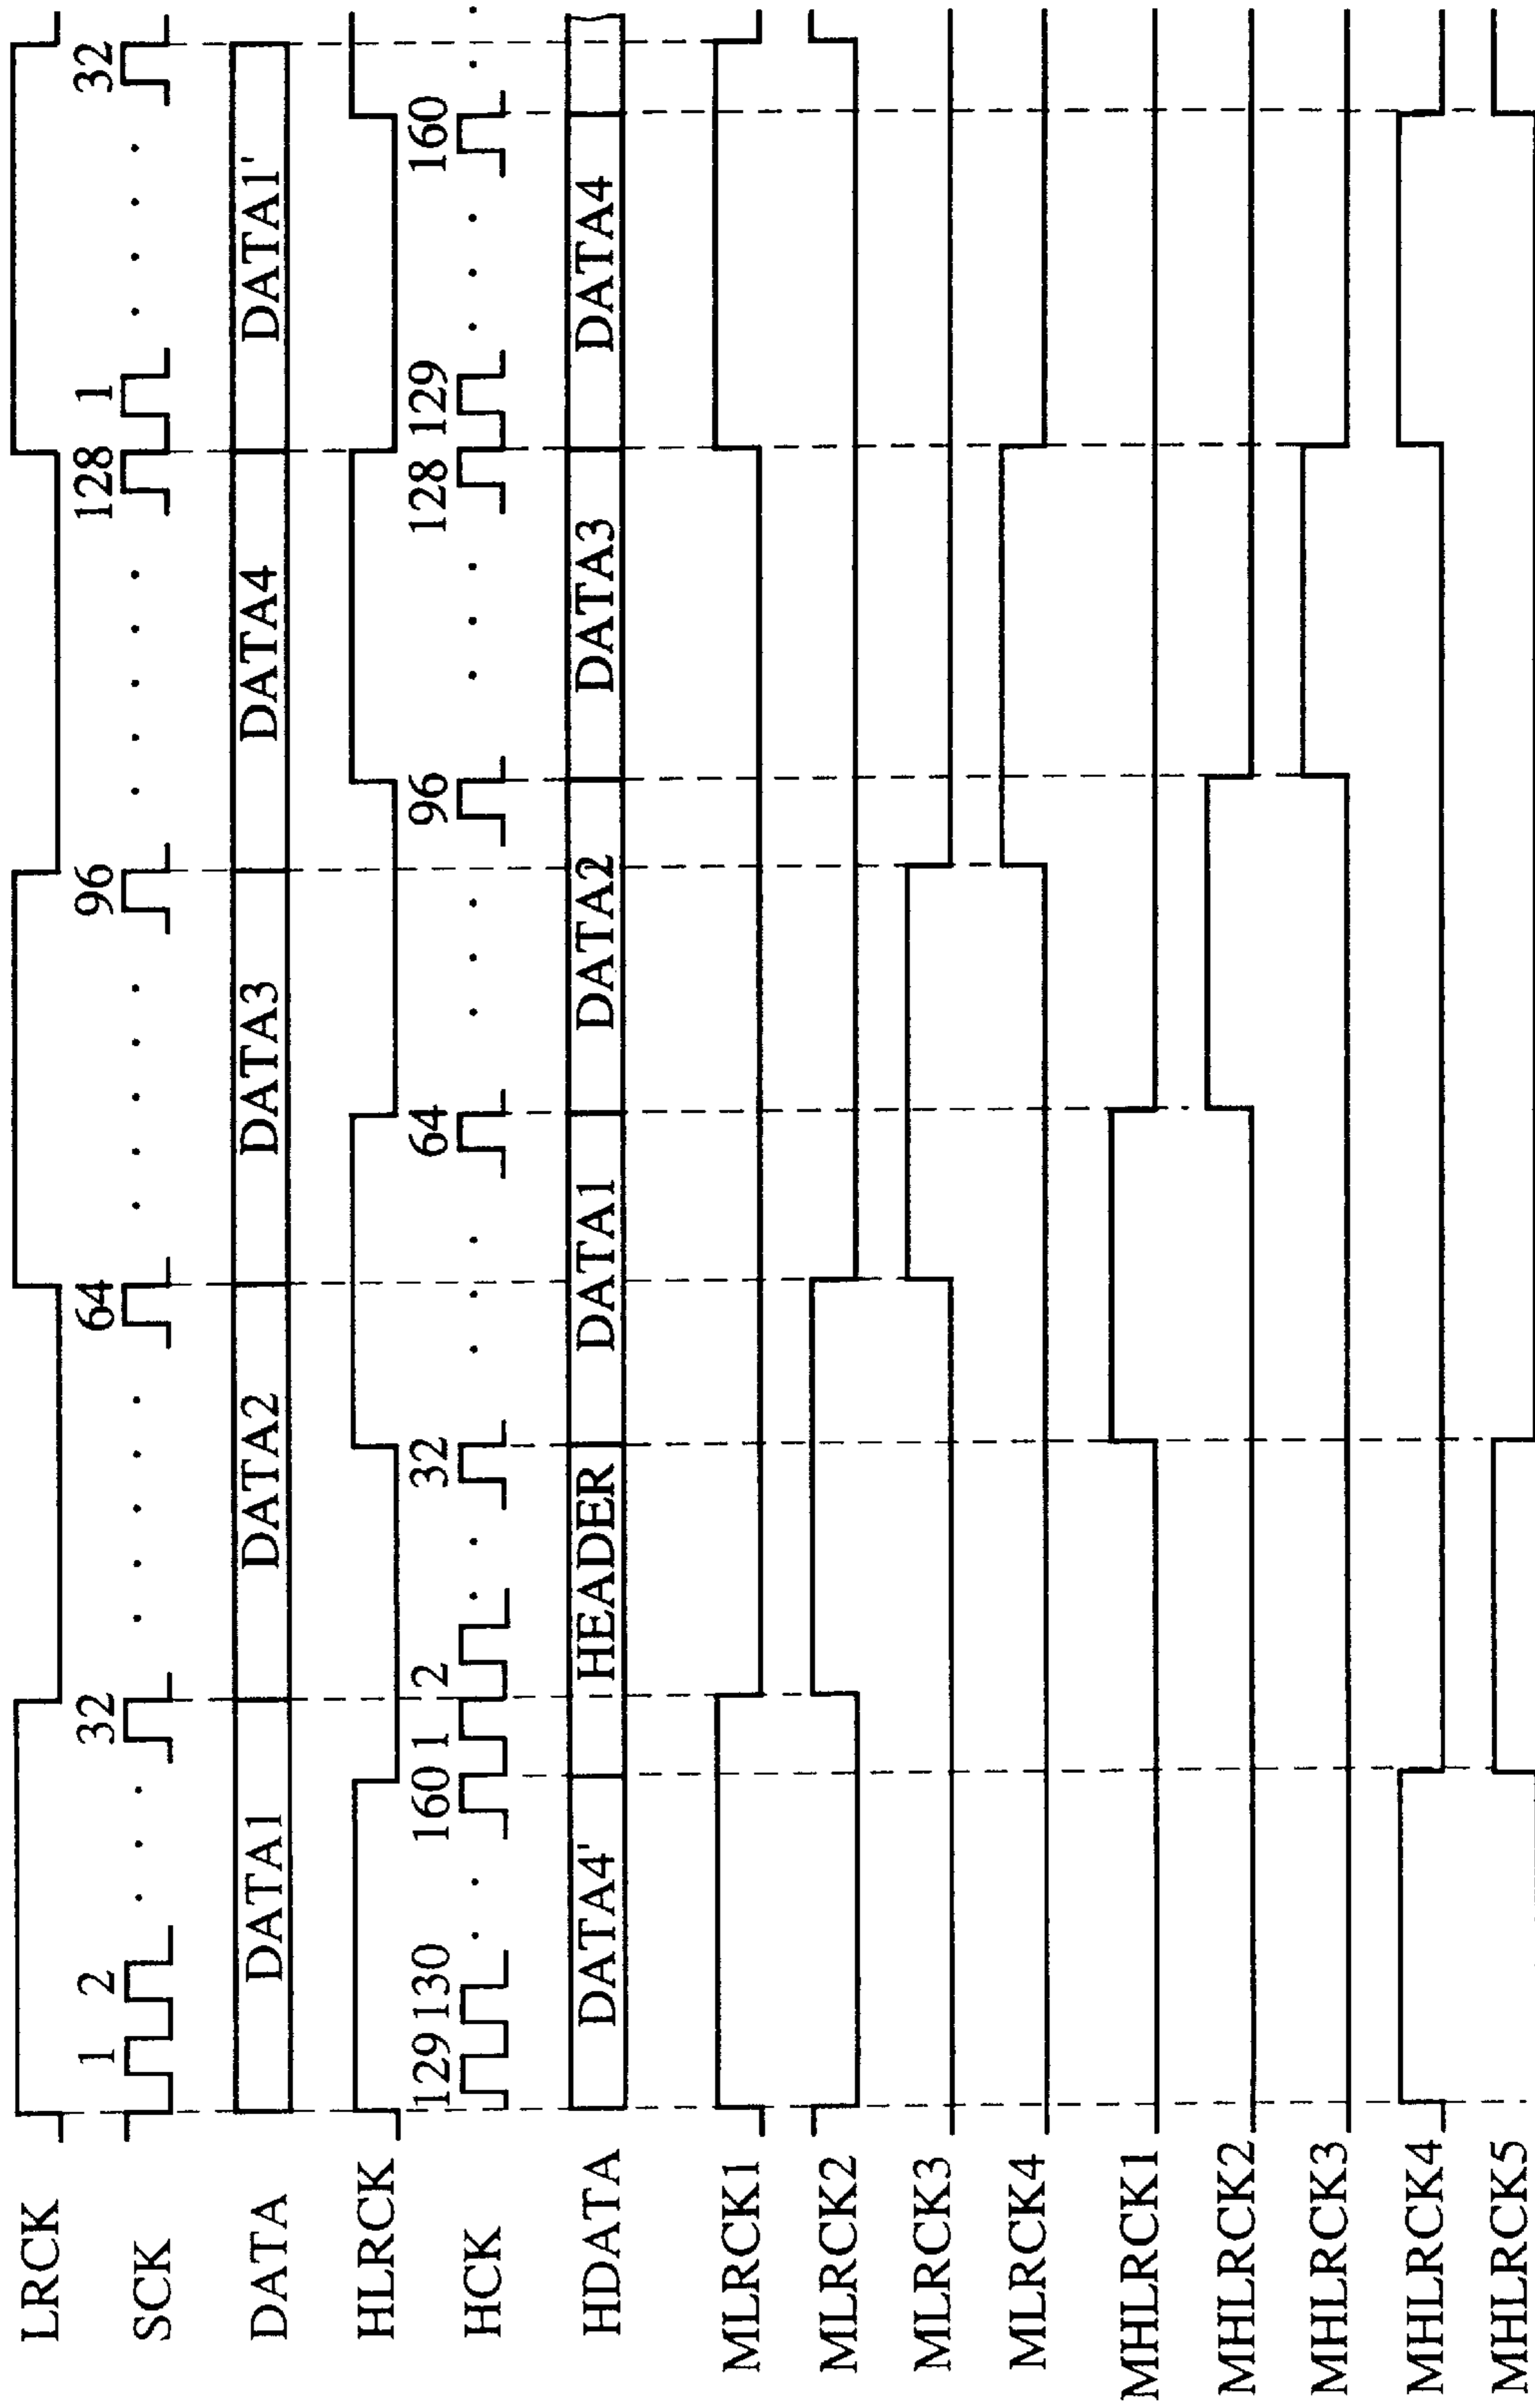 LRCK
1 2 32 64 96 128 1 32
SCK
DATA DATA1 DATA2 DATA3 DATA4 DATA1'
HLRCK
129 130 160 1 2 32 64 96 128 129 160
HCK
HDATA DATA4' HEADER DATA1 DATA2 DATA3 DATA4
MLRCK1
MLRCK2
MLRCK3
MLRCK4
MHLRCK1
MHLRCK2
MHLRCK3
MHLRCK4
MHLRCK5